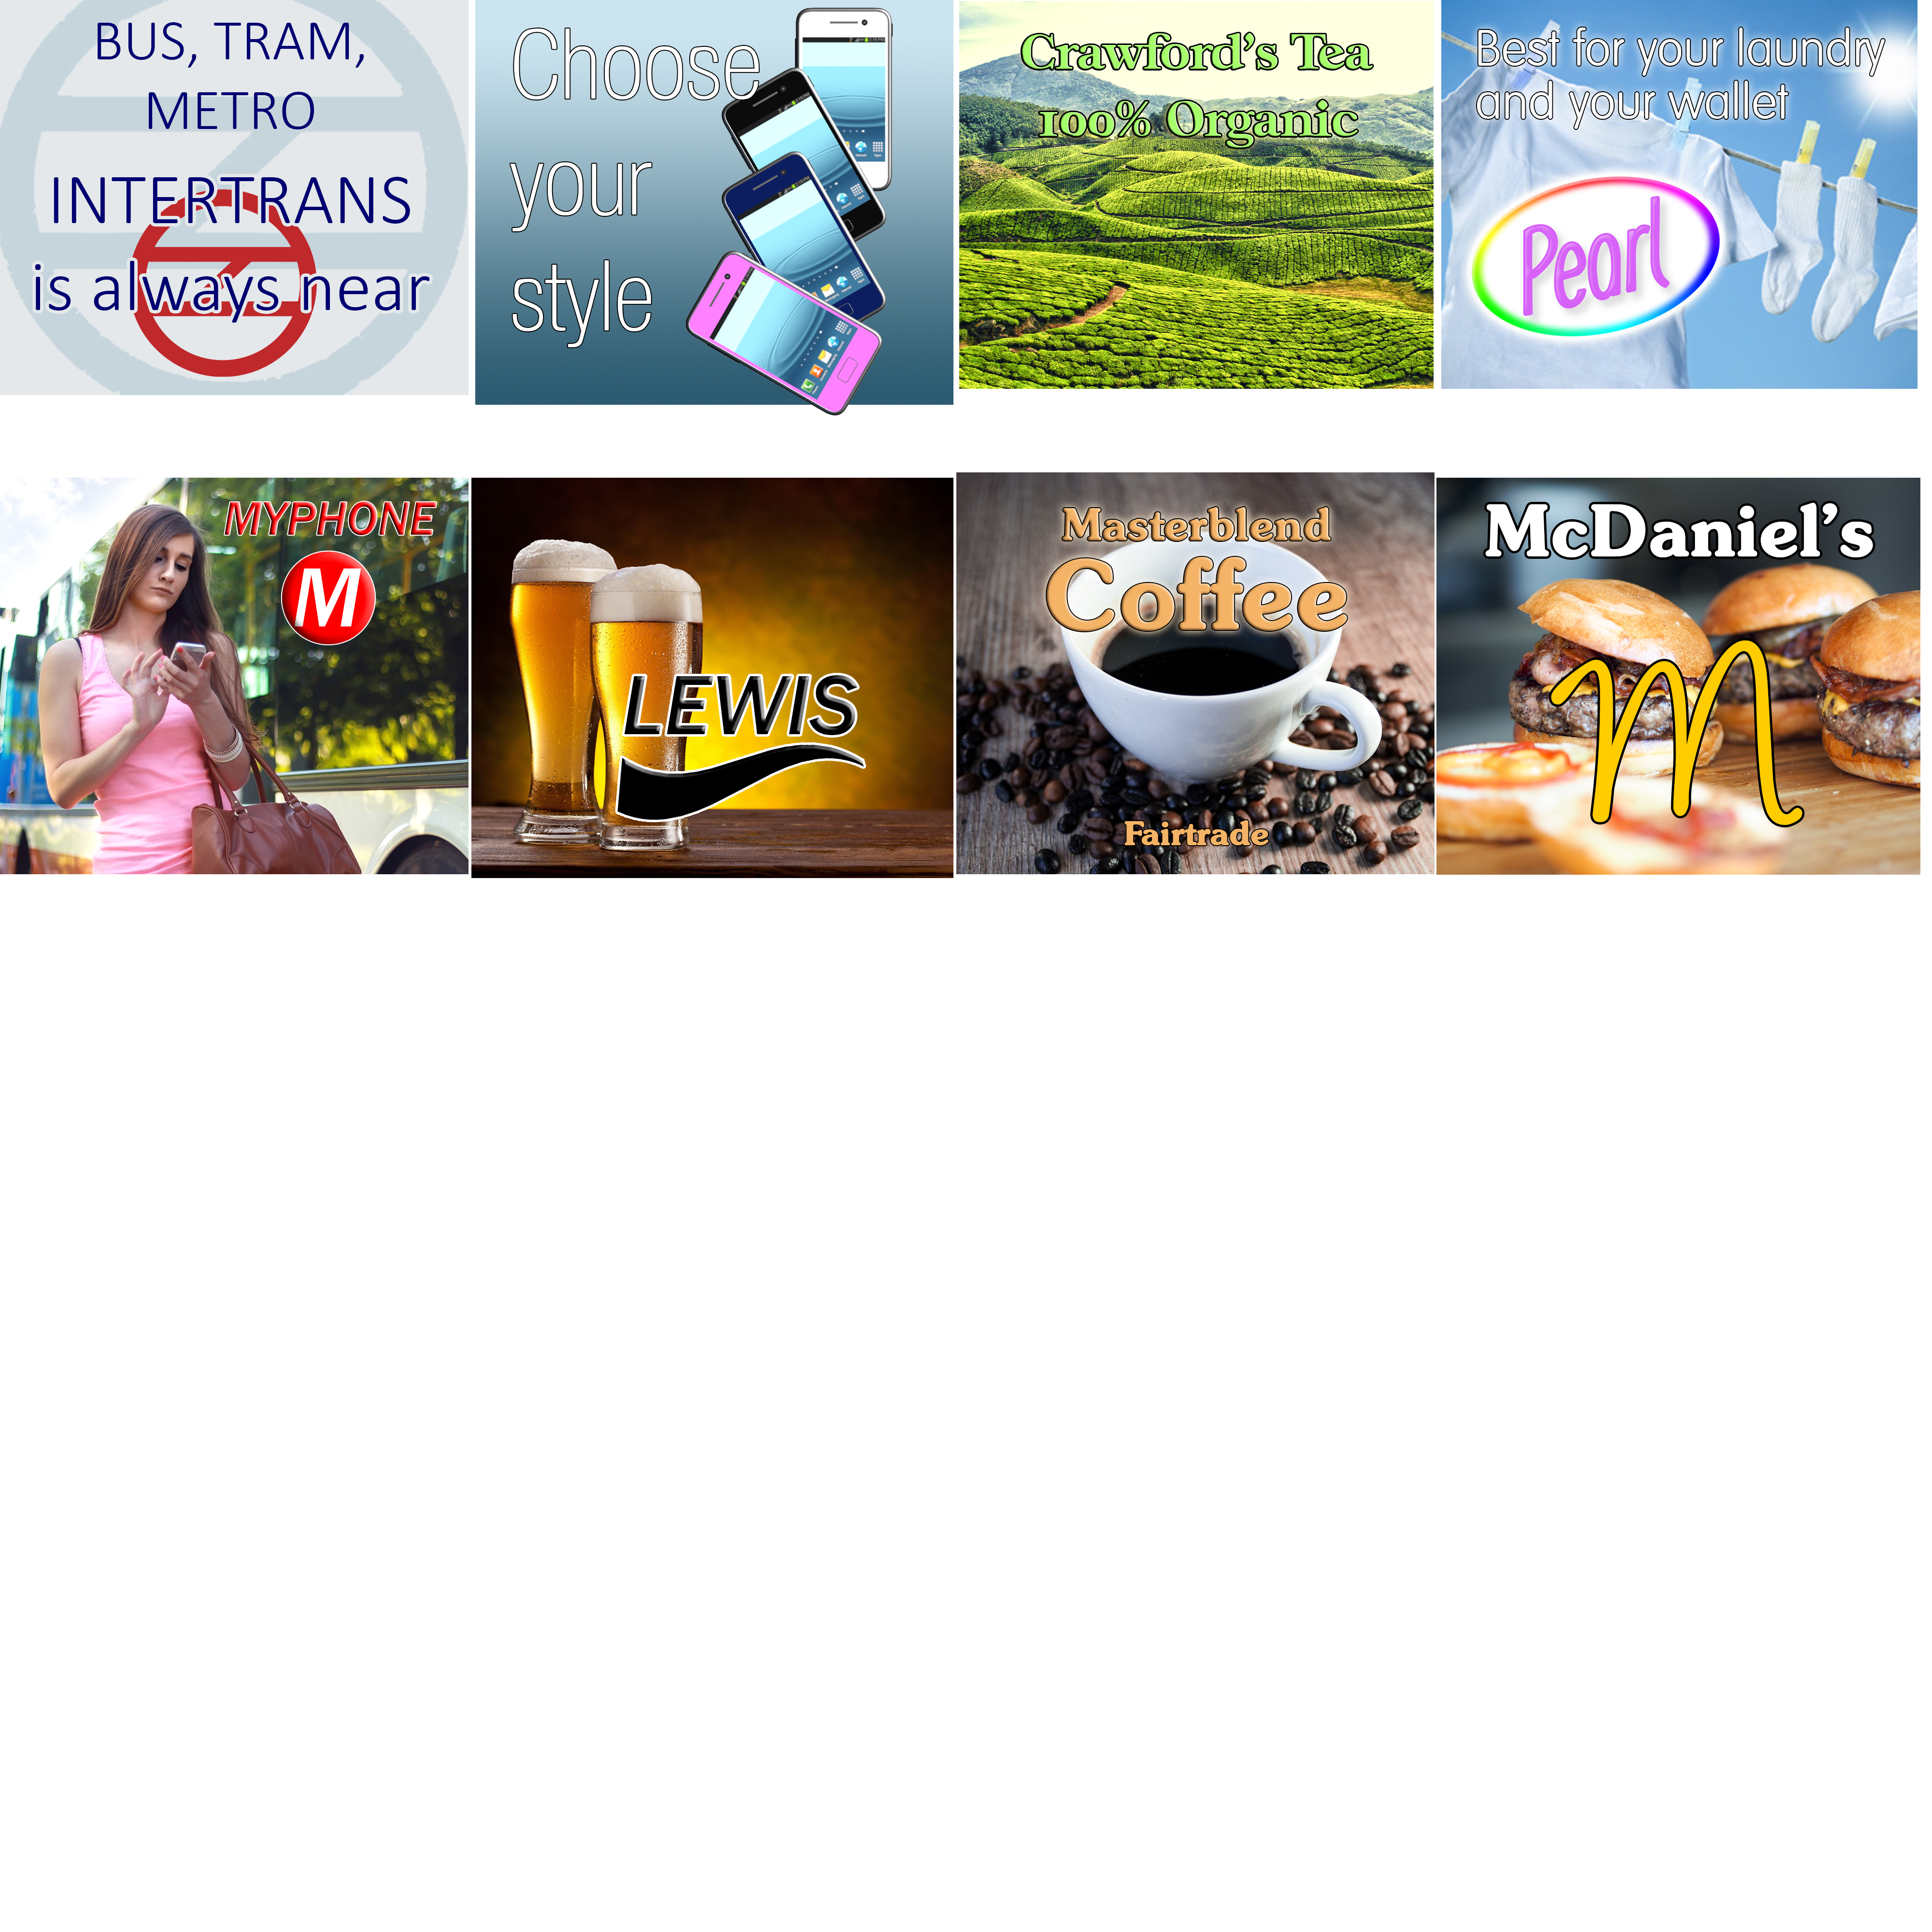 BUS, TRAM,
METRO
INTERTRANS
is always near
Choose
your
style
Crawford's Tea
100% Organic
Best for your laundry
and your wallet
Pearl
MYPHONE
M
LEWIS
Masterblend
Coffee
Fairtrade
McDaniel's
M